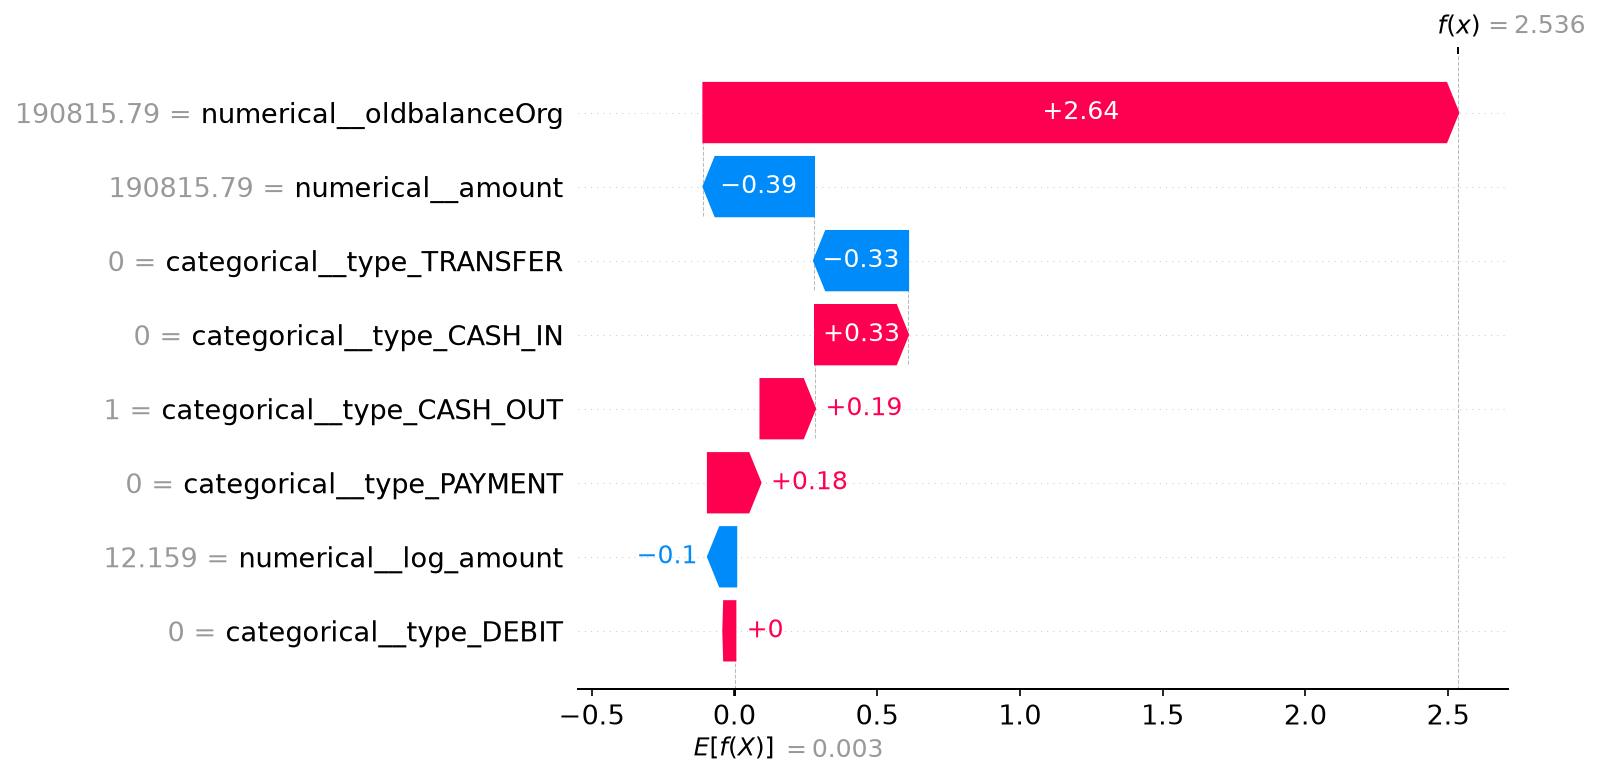 f(x) = 2.536
190815.79 = numerical__oldbalanceOrg +2.64
190815.79 = numerical__amount −0.39
0 = categorical__type_TRANSFER −0.33
0 = categorical__type_CASH_IN +0.33
1 = categorical__type_CASH_OUT +0.19
0 = categorical__type_PAYMENT +0.18
12.159 = numerical__log_amount −0.1
0 = categorical__type_DEBIT +0
−0.5 0.0 0.5 1.0 1.5 2.0 2.5
E[f(X)] = 0.003